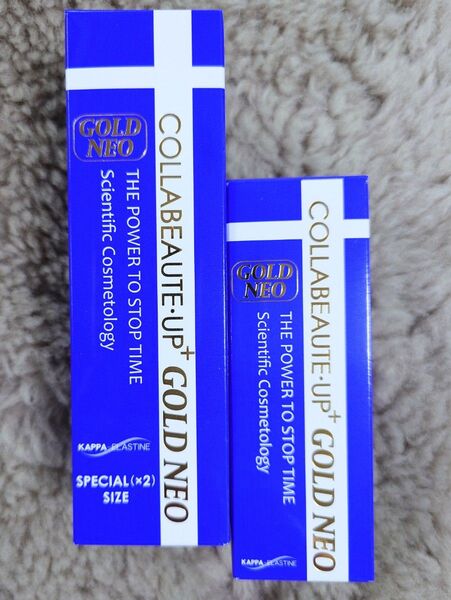 COLLABEAUTE·UP+ GOLD NEO
GOLD
NEO
THE POWER TO STOP TIME
Scientific Cosmetology
KAPPA-ELASTINE
SPECIAL(×2)
SIZE
COLLABEAUTE·UP+ GOLD NEO
GOLD
NEO
THE POWER TO STOP TIME
Scientific Cosmetology
KAPPA-ELASTINE